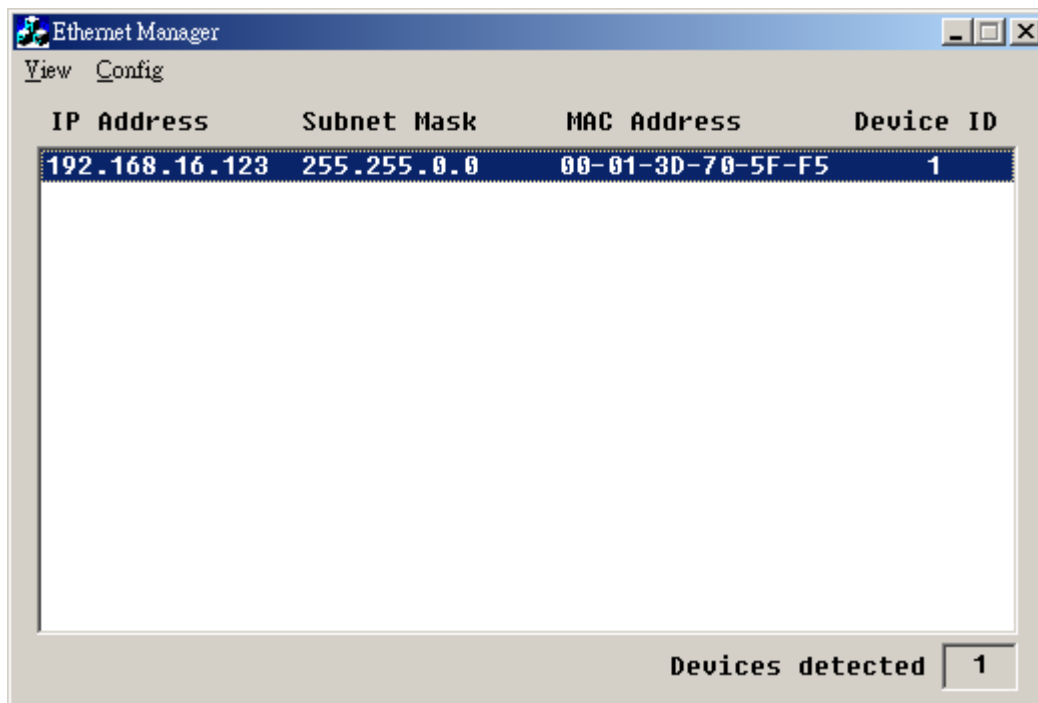 Ethernet Manager
View Config
IP Address Subnet Mask MAC Address Device ID
192.168.16.123 255.255.0.0 00-01-3D-70-5F-F5 1
Devices detected 1